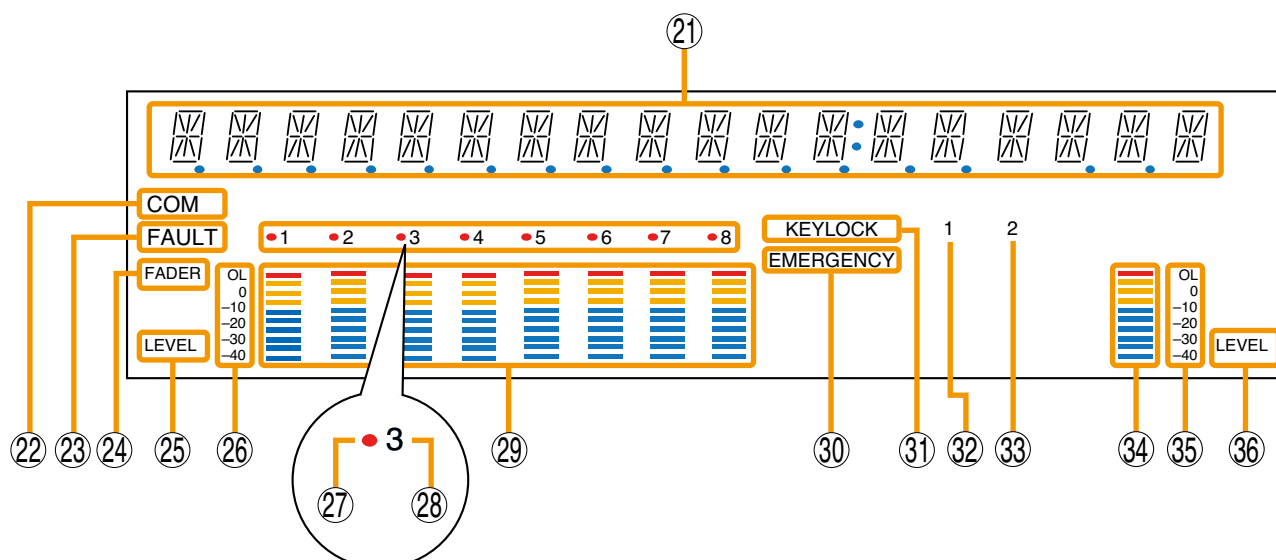 ㉑
COM
FAULT
1 2 3 4 5 6 7 8
KEYLOCK
1 2
FADER
EMERGENCY
OL
0
–10
–20
–30
–40
LEVEL
OL
0
–10
–20
–30
–40
LEVEL
㉒ ㉓ ㉔ ㉕ ㉖ ㉙ ㉚ ㉛ ㉜ ㉝ ㉞ ㉟ ㊱
3
㉗ ㉘